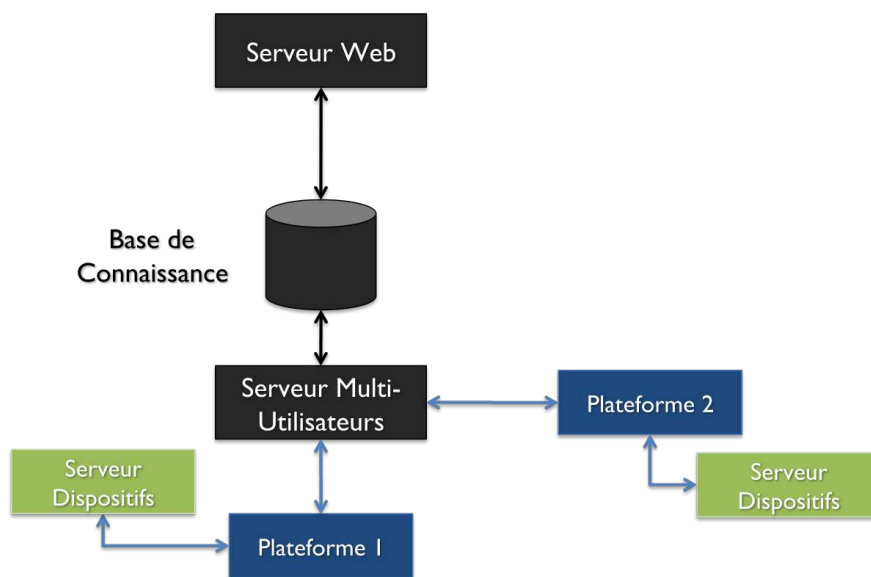 Serveur Web
Base de
Connaissance
Serveur Multi-
Utilisateurs
Plateforme 2
Serveur
Dispositifs
Serveur
Dispositifs
Plateforme 1